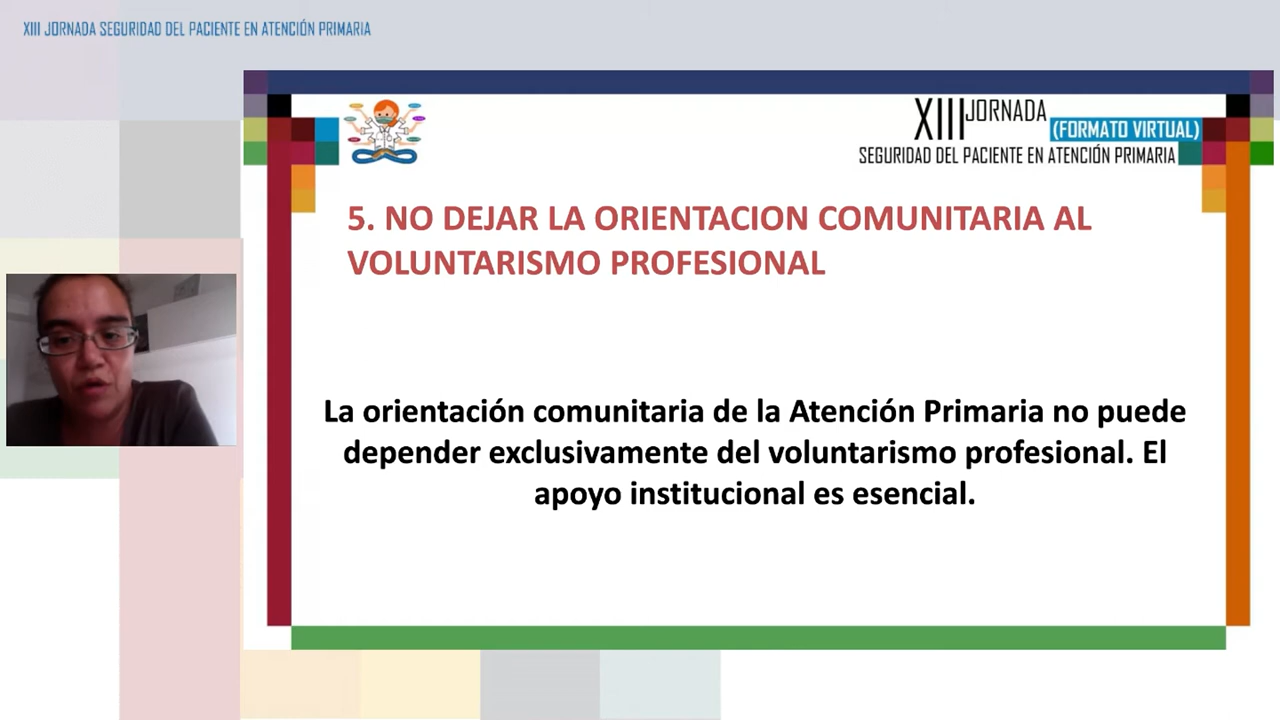 XIII JORNADA SEGURIDAD DEL PACIENTE EN ATENCIÓN PRIMARIA
XIII JORNADA
(FORMATO VIRTUAL)
SEGURIDAD DEL PACIENTE EN ATENCIÓN PRIMARIA
5. NO DEJAR LA ORIENTACION COMUNITARIA AL
VOLUNTARISMO PROFESIONAL
La orientación comunitaria de la Atención Primaria no puede
depender exclusivamente del voluntarismo profesional. El
apoyo institucional es esencial.